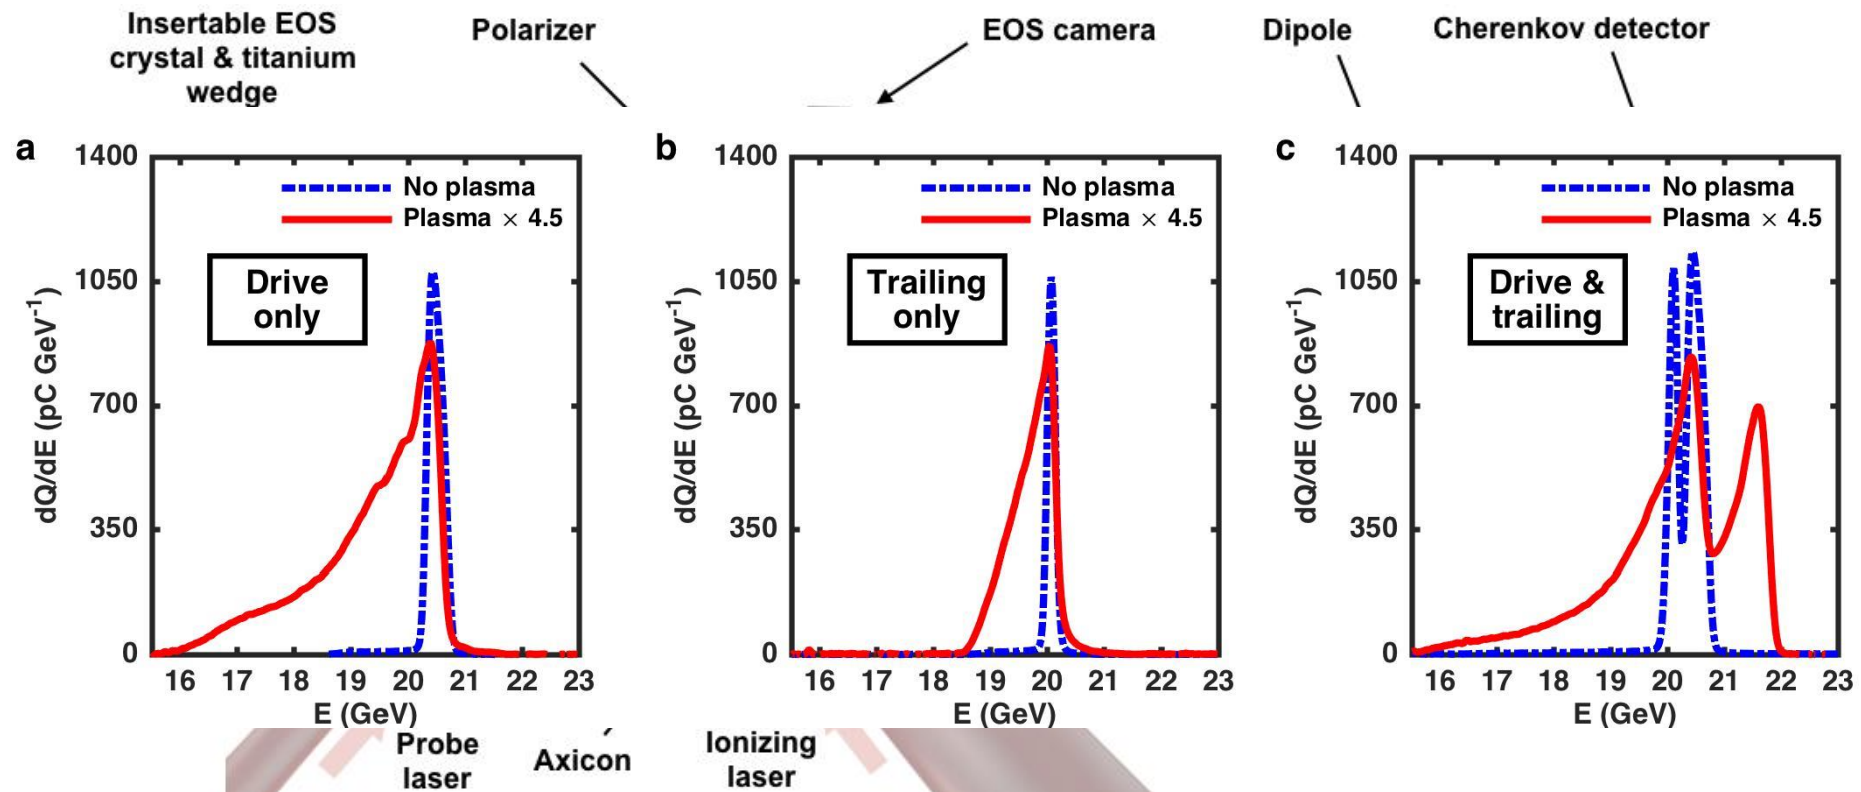 Insertable EOS
crystal & titanium
wedge
Polarizer
EOS camera
Dipole
Cherenkov detector
a
1400
1050
700
350
0
dQ/dE (pC GeV⁻¹)
No plasma
Plasma × 4.5
Drive
only
16 17 18 19 20 21 22 23
E (GeV)
b
1400
1050
700
350
0
dQ/dE (pC GeV⁻¹)
No plasma
Plasma × 4.5
Trailing
only
16 17 18 19 20 21 22 23
E (GeV)
c
1400
1050
700
350
0
dQ/dE (pC GeV⁻¹)
No plasma
Plasma × 4.5
Drive &
trailing
16 17 18 19 20 21 22 23
E (GeV)
Probe
laser
Axicon
Ionizing
laser